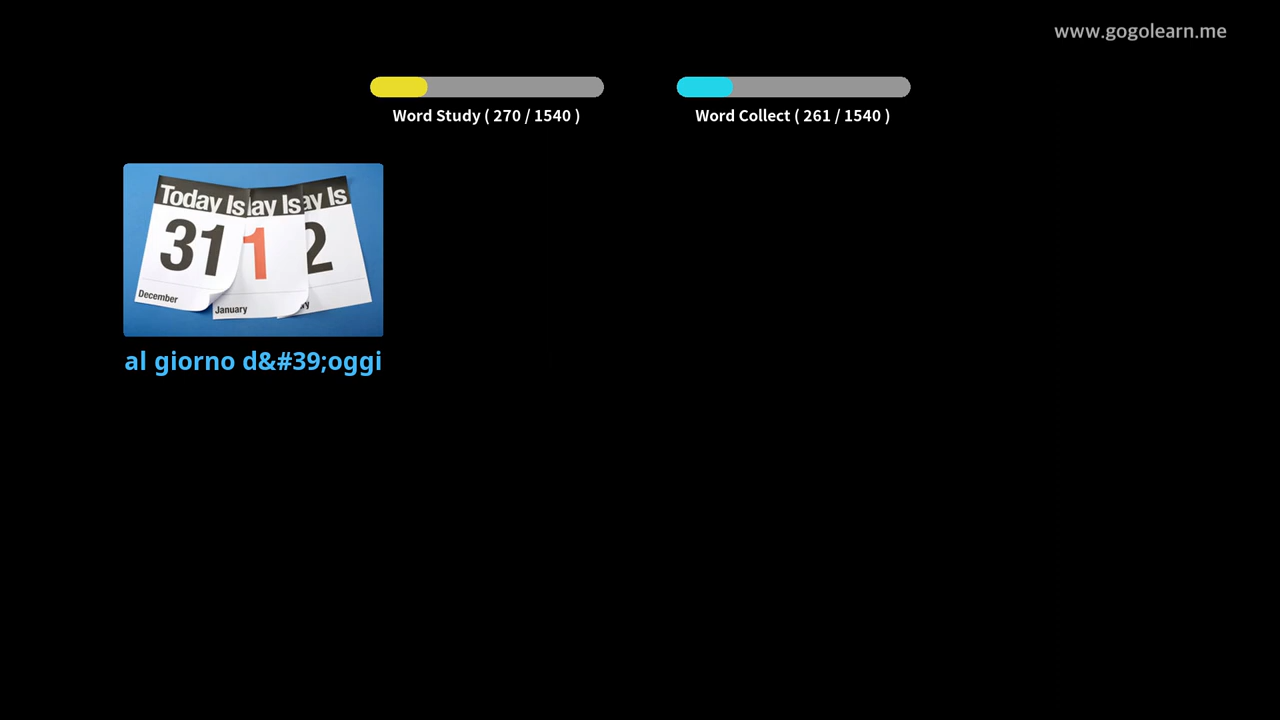 www.gogolearn.me
Word Study ( 270 / 1540 )
Word Collect ( 261 / 1540 )
Today Is
ay Is
ay Is
31
1
2
December
January
ry
al giorno d&#39;oggi